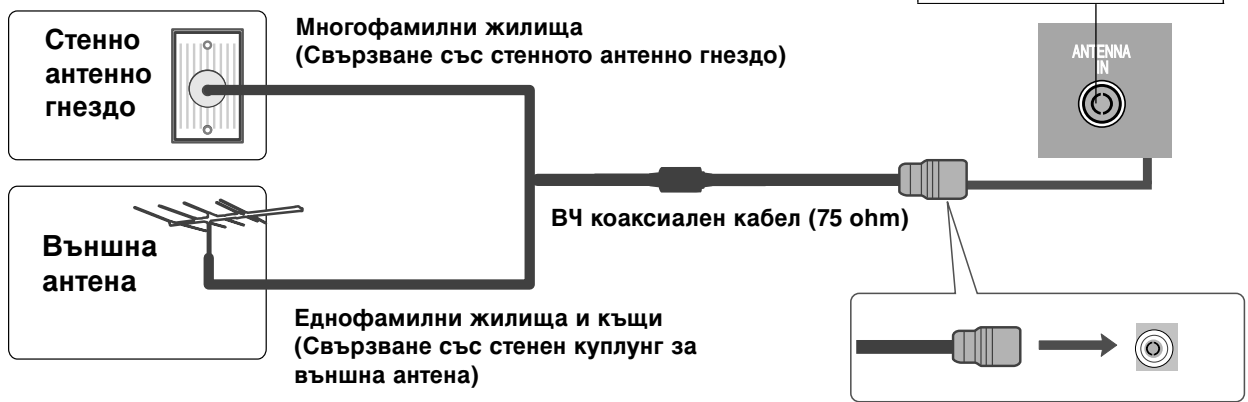 Стенно
антенно
гнездо
Многофамилни жилища
(Свързване със стенното антенно гнездо)
ANTENNA
IN
Външна
антена
ВЧ коаксиален кабел (75 ohm)
Еднофамилни жилища и къщи
(Свързване със стенен куплунг за
външна антена)